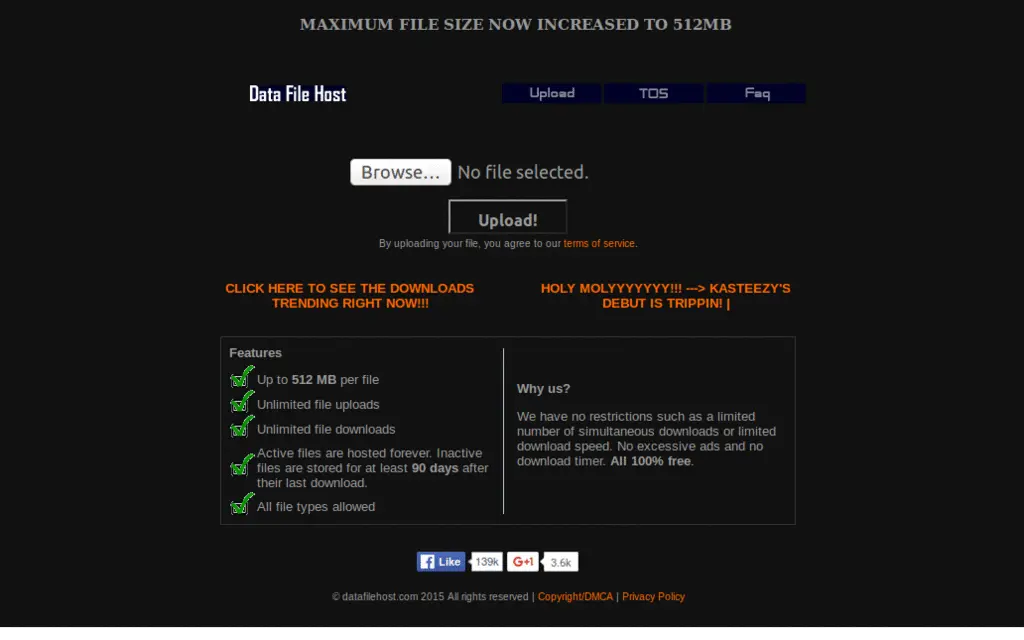 MAXIMUM FILE SIZE NOW INCREASED TO 512MB
Data File Host
Upload
TOS
Faq
Browse... No file selected.
Upload!
By uploading your file, you agree to our terms of service.
CLICK HERE TO SEE THE DOWNLOADS
TRENDING RIGHT NOW!!!
HOLY MOLYYYYYYY!!! ---> KASTEEZY'S
DEBUT IS TRIPPIN! |
Features
Up to 512 MB per file
Unlimited file uploads
Unlimited file downloads
Active files are hosted forever. Inactive
files are stored for at least 90 days after
their last download.
All file types allowed
Why us?
We have no restrictions such as a limited
number of simultaneous downloads or limited
download speed. No excessive ads and no
download timer. All 100% free.
Like 139k G+1 3.6k
© datafilehost.com 2015 All rights reserved | Copyright/DMCA | Privacy Policy